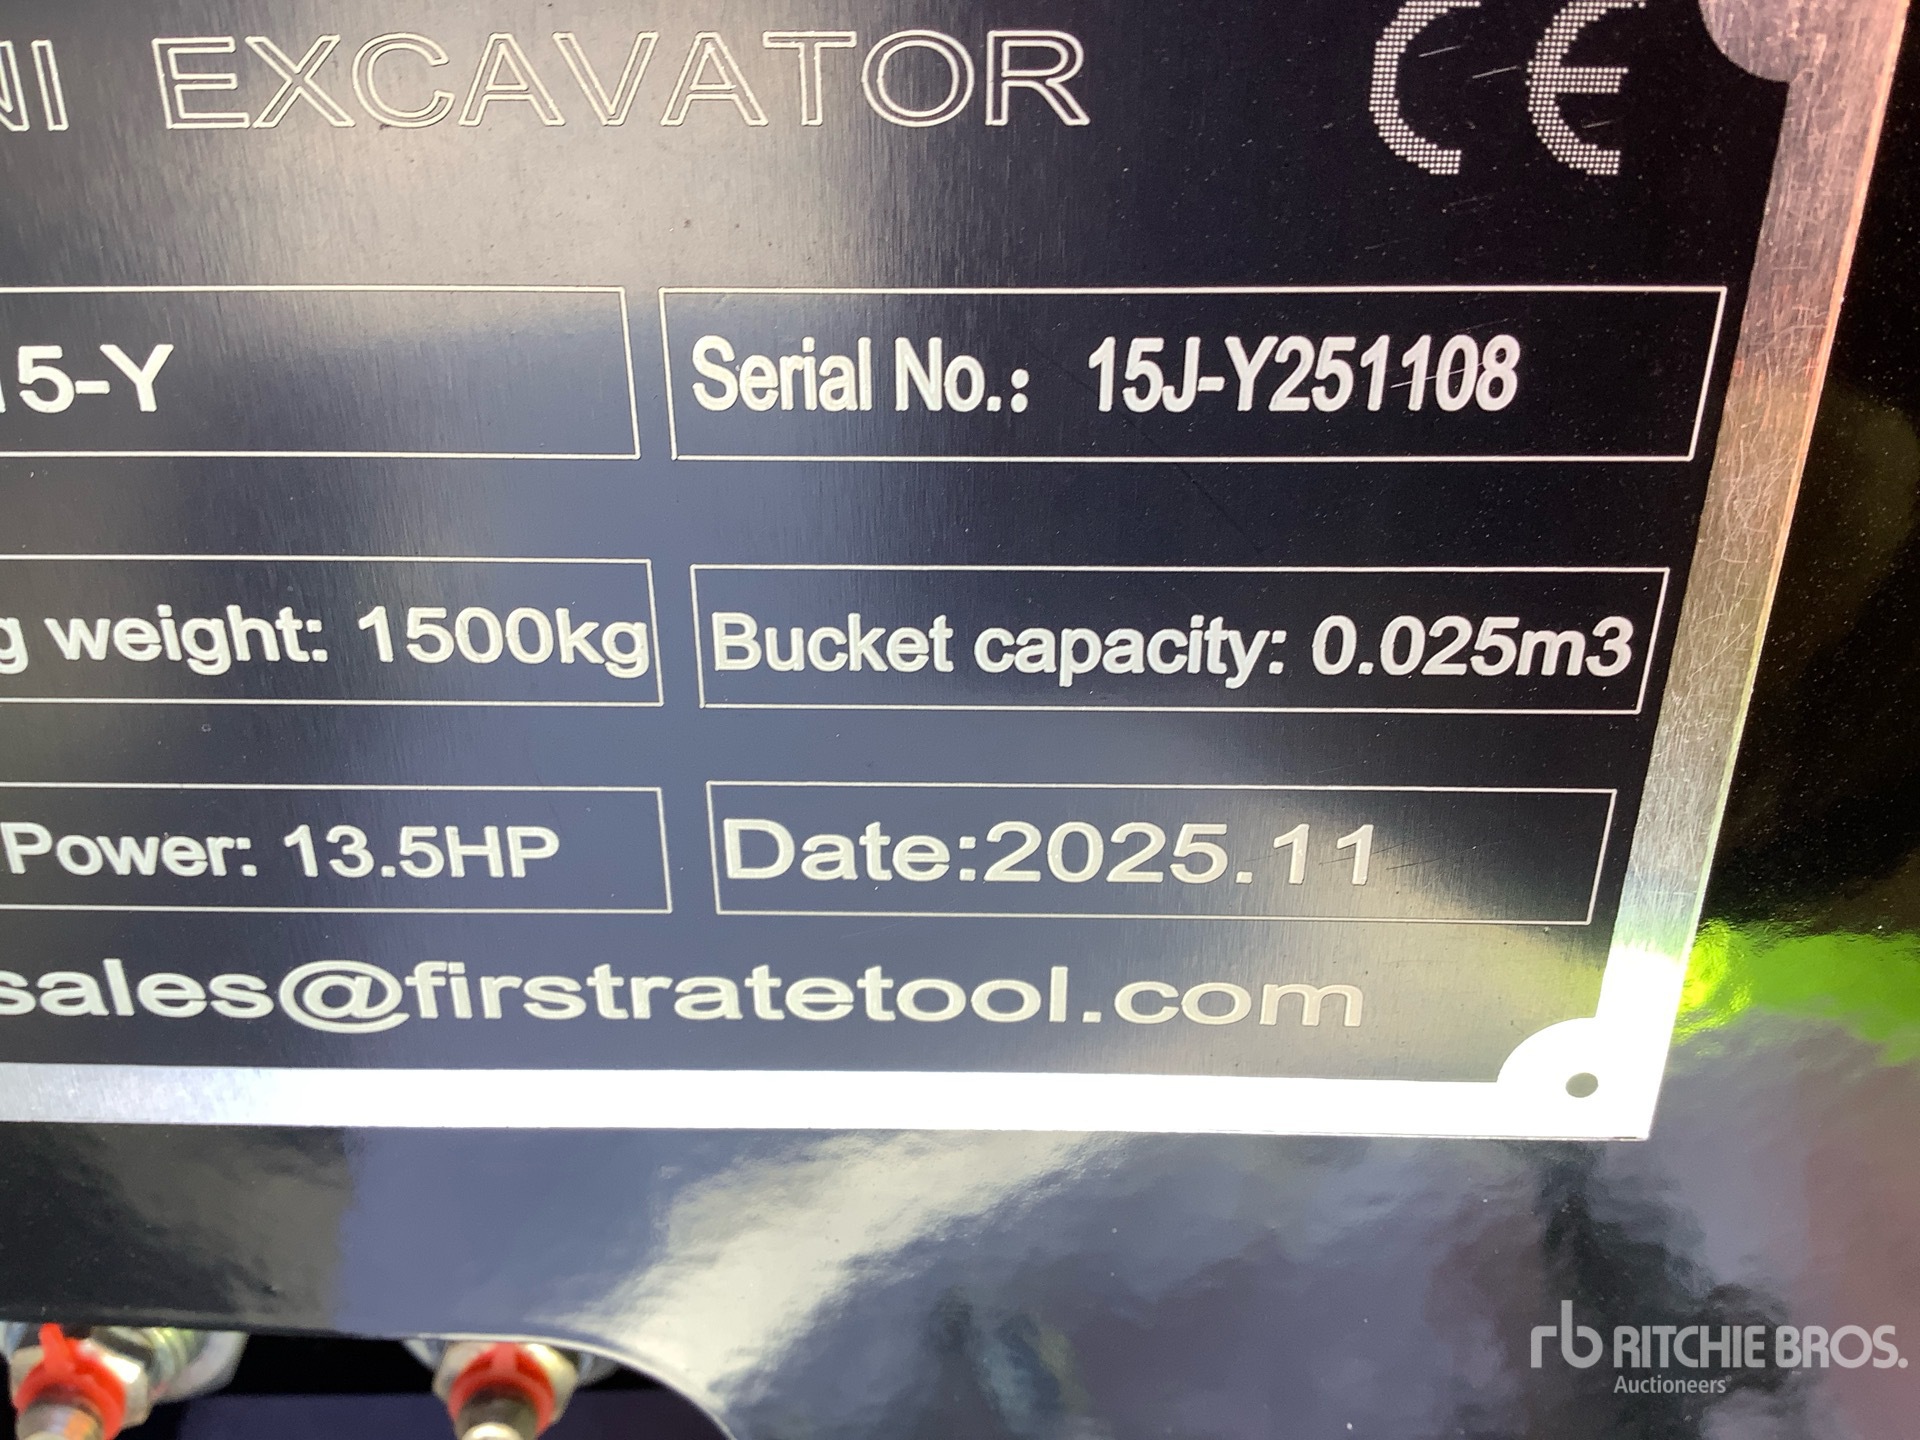 NI EXCAVATOR CE
15-Y Serial No.: 15J-Y251108
g weight: 1500kg Bucket capacity: 0.025m3
Power: 13.5HP Date:2025.11
sales@firstratetool.com
rb RITCHIE BROS.
Auctioneers